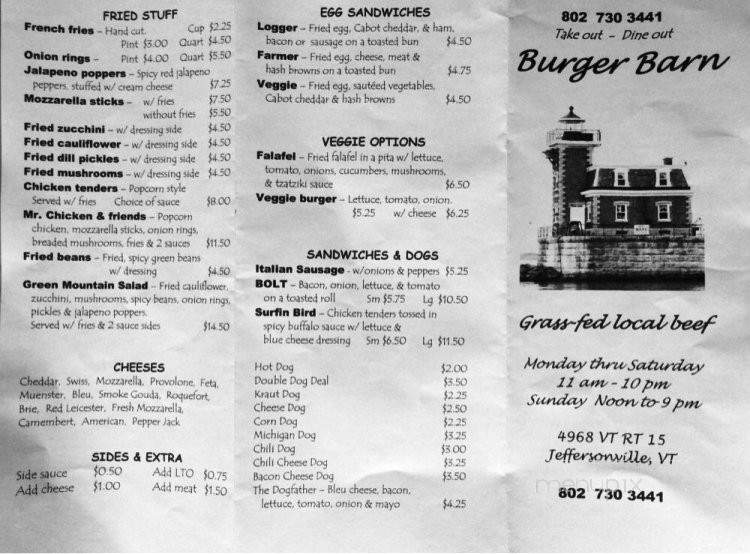 FRIED STUFF
French fries – Hand cut. Cup $2.25
Pint $3.00 Quart $4.50
Onion rings – Pint $4.00 Quart $5.50
Jalapeno poppers – Spicy red jalapeno
peppers, stuffed w/ cream cheese $7.25
Mozzarella sticks – w/ fries $7.50
without fries $5.50
Fried zucchini – w/ dressing side $4.50
Fried cauliflower – w/ dressing side $4.50
Fried dill pickles – w/ dressing side $4.50
Fried mushrooms – w/ dressing side $4.50
Chicken tenders – Popcorn style
Served w/ fries Choice of sauce $8.00
Mr. Chicken & friends – Popcorn
chicken, mozzarella sticks, onion rings,
breaded mushrooms, fries & 2 sauces $11.50
Fried beans – Fried, spicy green beans
w/ dressing $4.50
Green Mountain Salad – Fried cauliflower,
zucchini, mushrooms, spicy beans, onion rings,
pickles & jalapeno poppers.
Served w/ fries & 2 sauce sides $14.50
CHEESES
Cheddar, Swiss, Mozzarella, Provolone, Feta,
Muenster, Bleu, Smoke Gouda, Roquefort,
Brie, Red Leicester, Fresh Mozzarella,
Camembert, American, Pepper Jack
SIDES & EXTRA
Side sauce $0.50 Add LTO $0.75
Add cheese $1.00 Add meat $1.50
EGG SANDWICHES
Logger – Fried egg, Cabot cheddar, & ham,
bacon or sausage on a toasted bun $4.50
Farmer – Fried egg, cheese, meat &
hash browns on a toasted bun $4.75
Veggie – Fried egg, sautéed vegetables,
Cabot cheddar & hash browns $4.50
VEGGIE OPTIONS
Falafel – Fried falafel in a pita w/ lettuce,
tomato, onions, cucumbers, mushrooms,
& tzatziki sauce $6.50
Veggie burger – Lettuce, tomato, onion.
$5.25 w/ cheese $6.25
SANDWICHES & DOGS
Italian Sausage - w/onions & peppers $5.25
BOLT – Bacon, onion, lettuce, & tomato
on a toasted roll Sm $5.75 Lg $10.50
Surfin Bird – Chicken tenders tossed in
spicy buffalo sauce w/ lettuce &
blue cheese dressing Sm $6.50 Lg $11.50
Hot Dog $2.00
Double Dog Deal $3.50
Kraut Dog $2.25
Cheese Dog $2.50
Corn Dog $2.25
Michigan Dog $3.25
Chili Dog $3.00
Chili Cheese Dog $3.25
Bacon Cheese Dog $3.50
The Dogfather – Bleu cheese, bacon,
lettuce, tomato, onion & mayo $4.25
802 730 3441
Take out – Dine out
Burger Barn
Grass-fed local beef
Monday thru Saturday
11 am - 10 pm
Sunday Noon to 9 pm
4968 VT RT 15
Jeffersonville, VT
menupix
802 730 3441